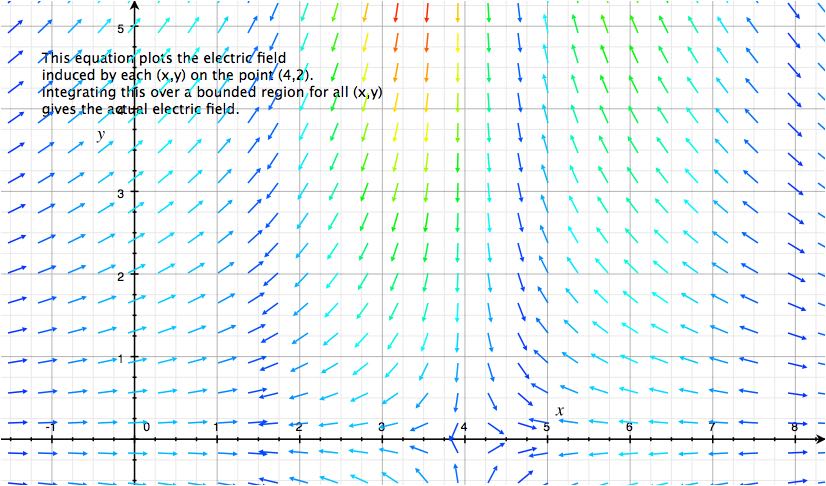 5
This equation plots the electric field
induced by each (x,y) on the point (4,2).
Integrating this over a bounded region for all (x,y)
gives the actual electric field.
4
y
3
2
1
x
-1 0 1 2 3 4 5 6 7 8